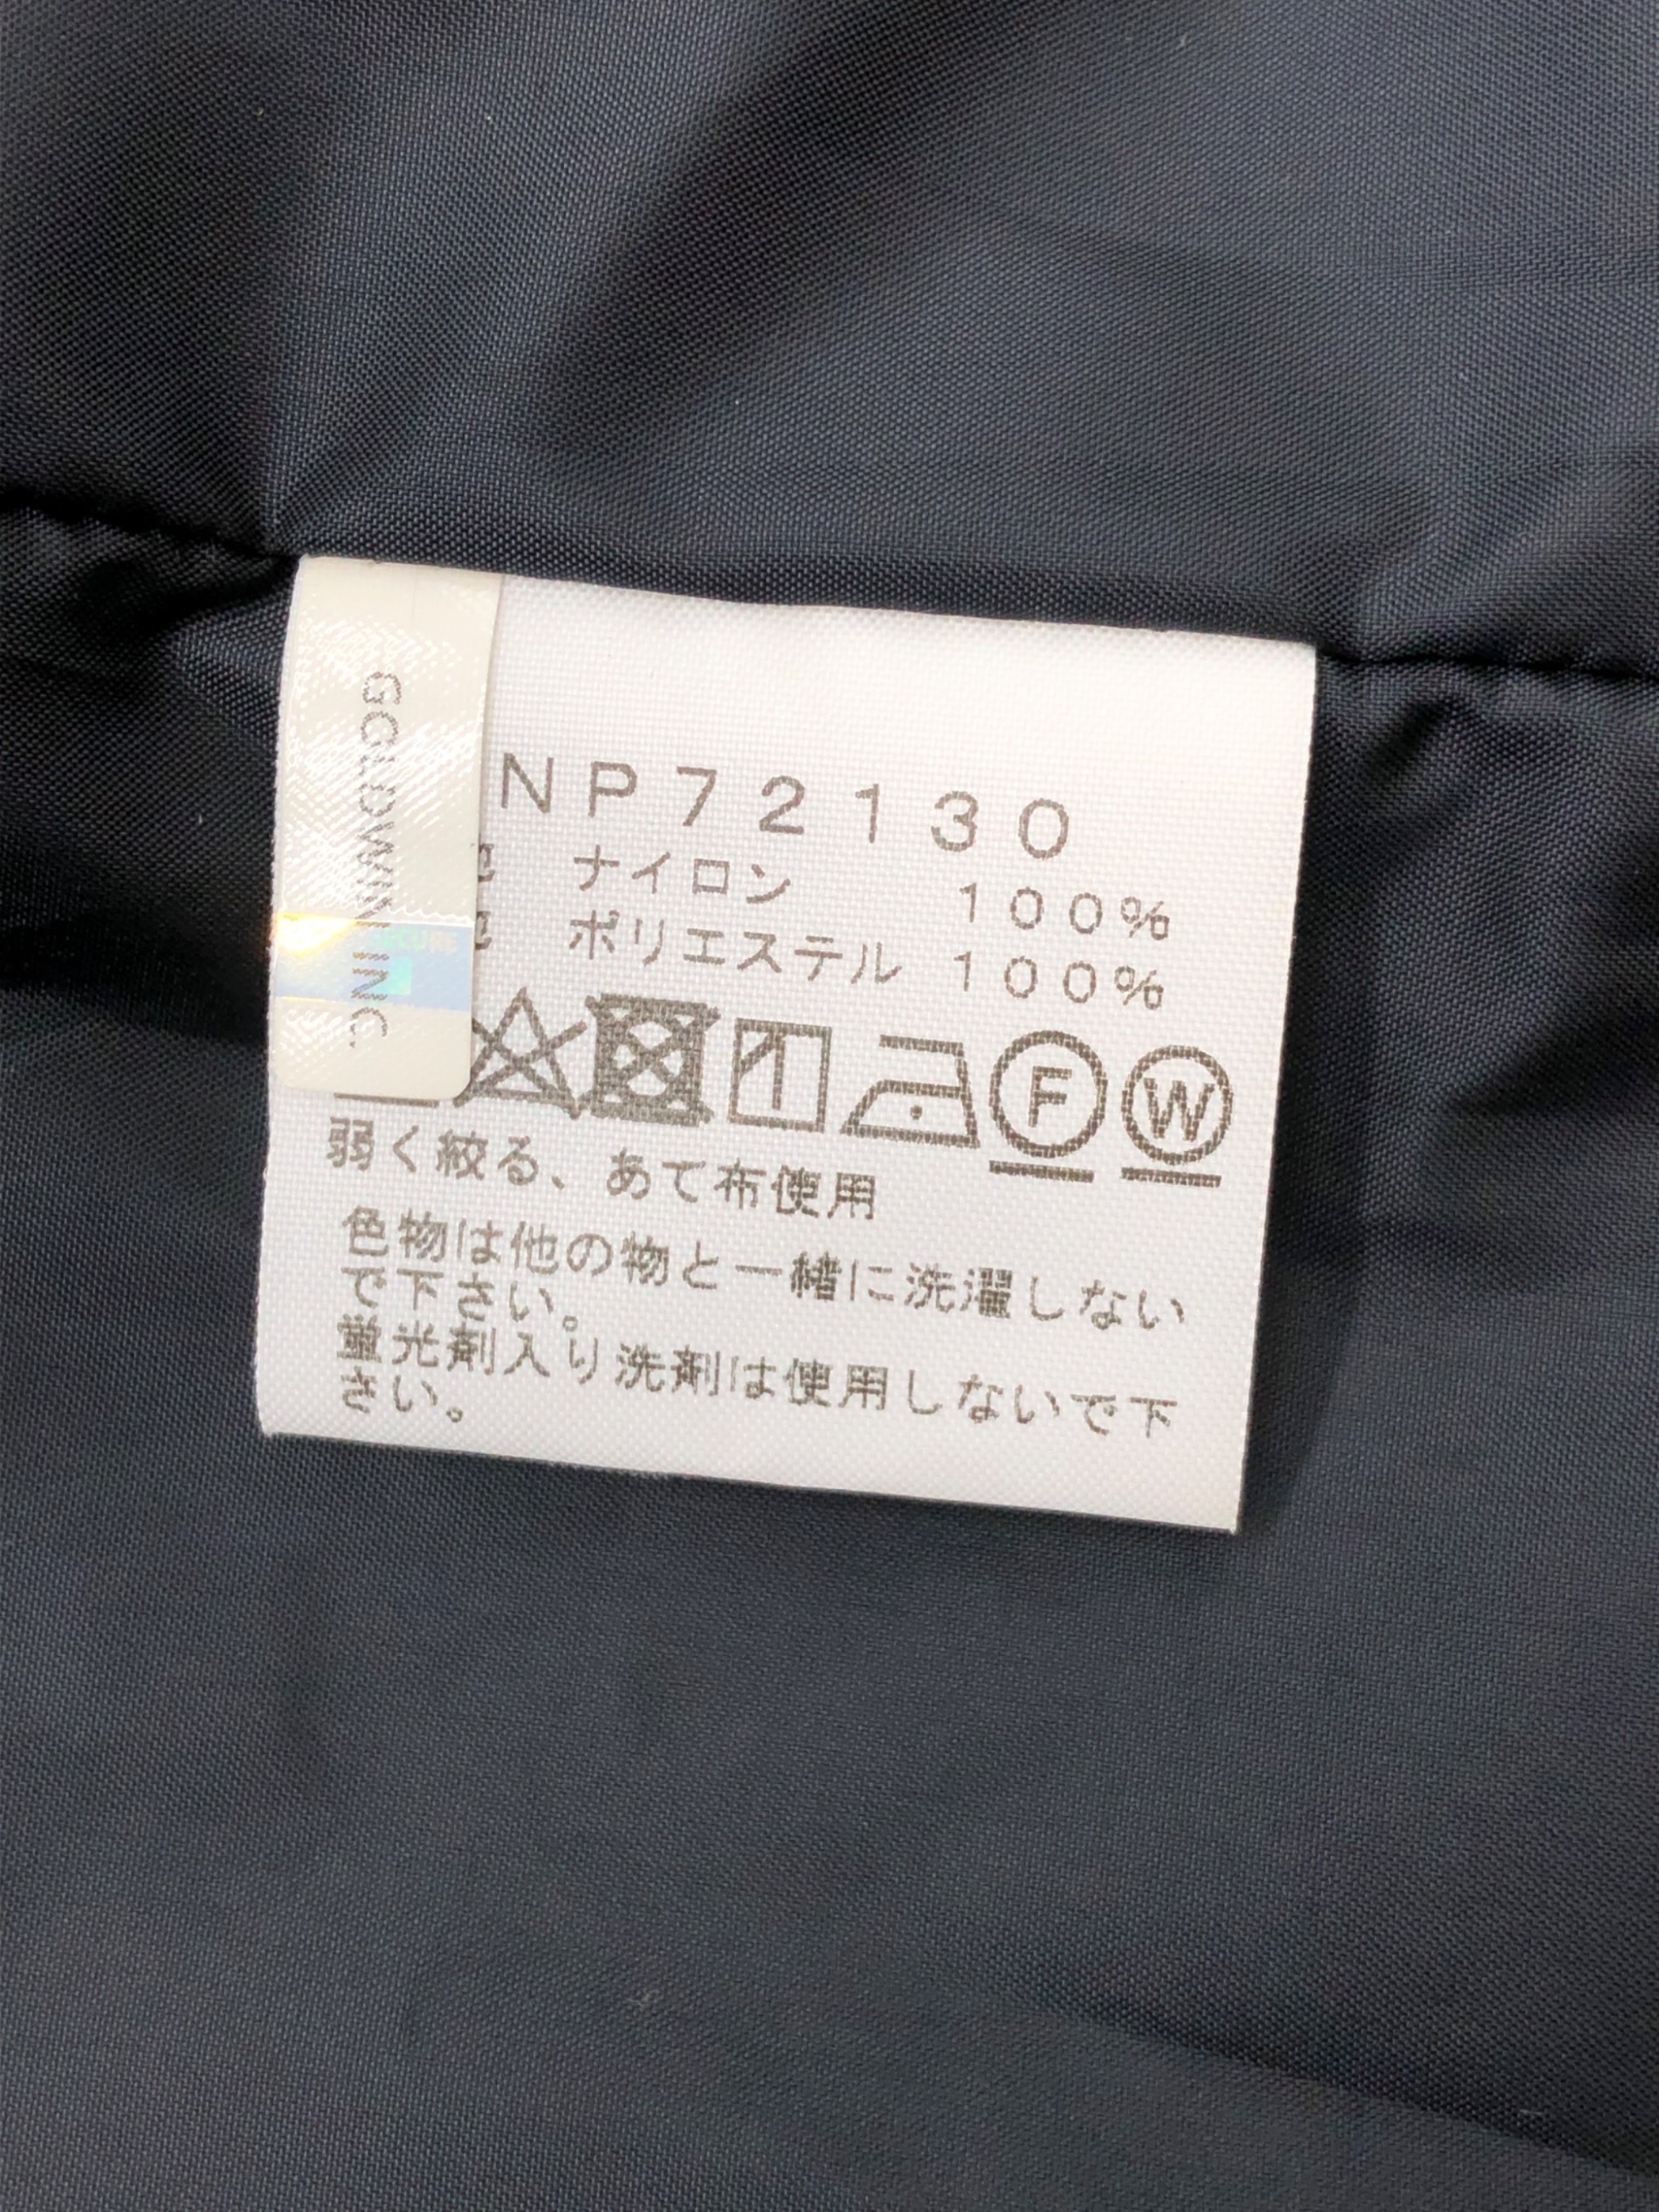 GOLDWIN INC.
NP72130
ナイロン 100%
ポリエステル 100%
F W
弱く絞る、あて布使用
色物は他の物と一緒に洗濯しない
で下さい。
蛍光剤入り洗剤は使用しないで下
さい。